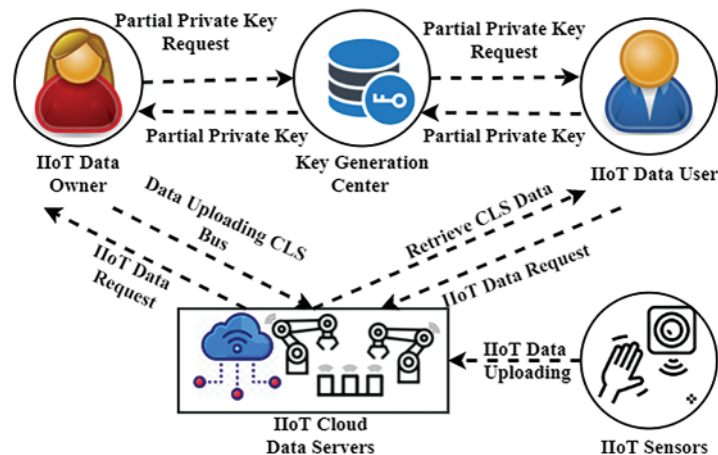 Partial Private Key
Request
Partial Private Key
Request
Partial Private Key
Partial Private Key
IIoT Data
Owner
Key Generation
Center
IIoT Data User
Data Uploading CLS
Bus
IIoT Data
Request
Retrieve CLS Data
IIoT Data Request
IIoT Data
Uploading
IIoT Cloud
Data Servers
IIoT Sensors